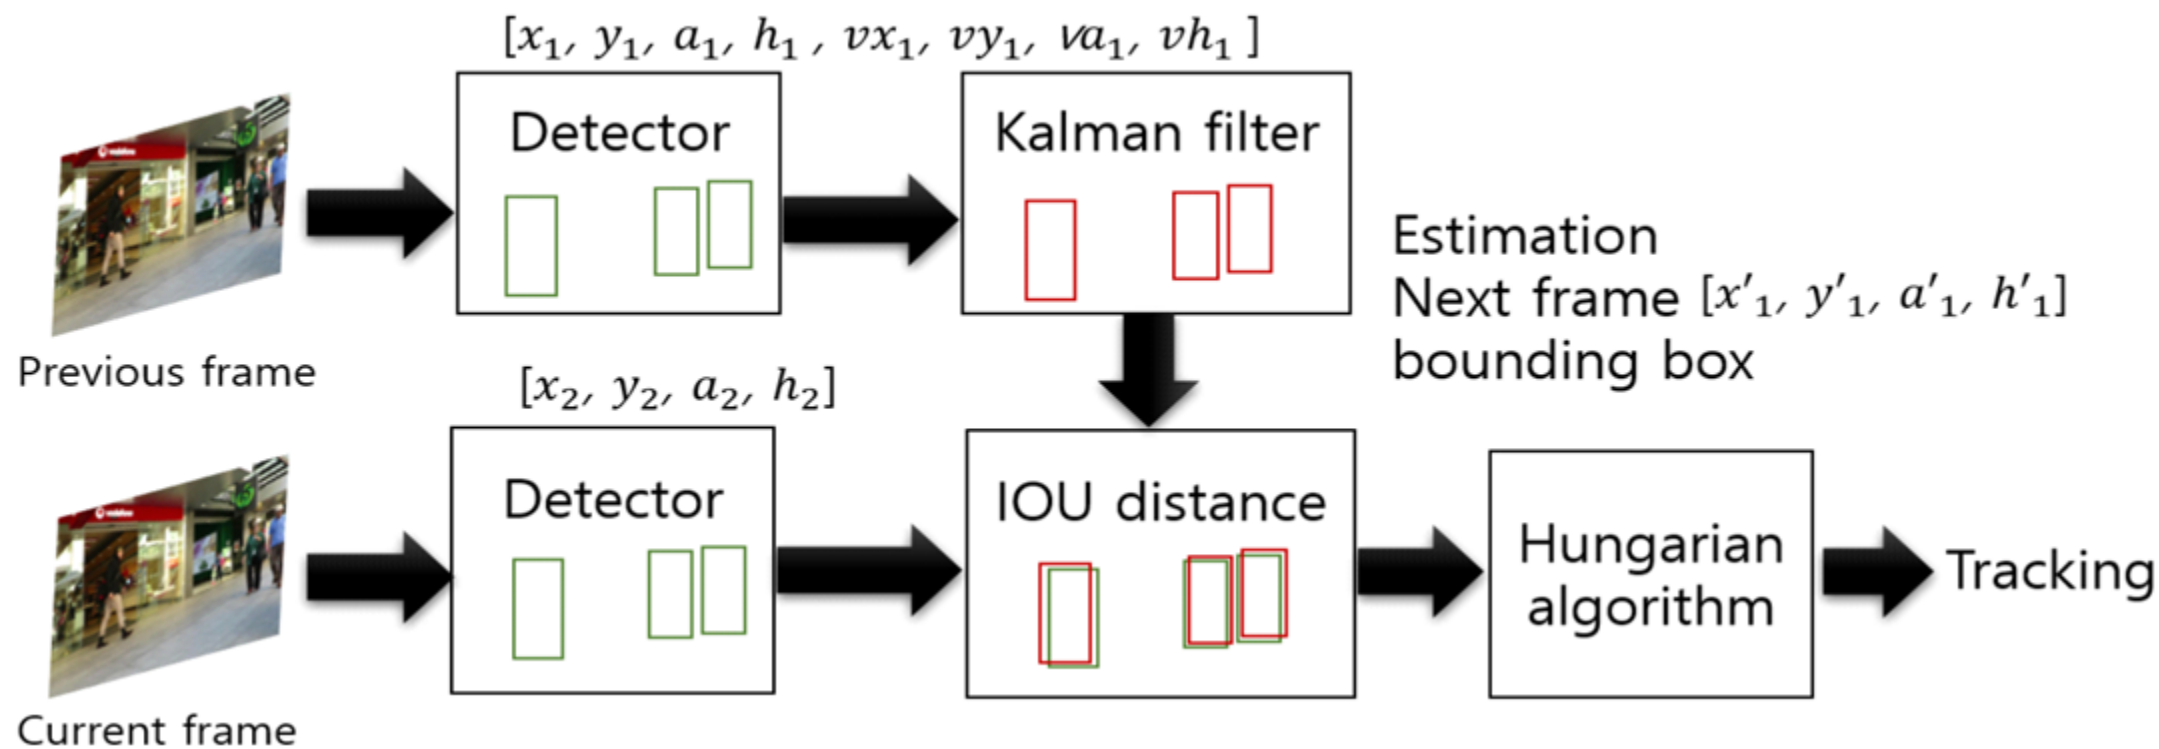 [x₁, y₁, a₁, h₁ , vx₁, vy₁, va₁, vh₁ ]
Detector
Kalman filter
Estimation
Next frame [x′₁, y′₁, a′₁, h′₁]
bounding box
Previous frame
[x₂, y₂, a₂, h₂]
Detector
IOU distance
Hungarian
algorithm
Tracking
Current frame